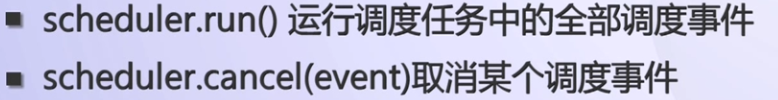 ■ scheduler.run() 运行调度任务中的全部调度事件
■ scheduler.cancel(event)取消某个调度事件